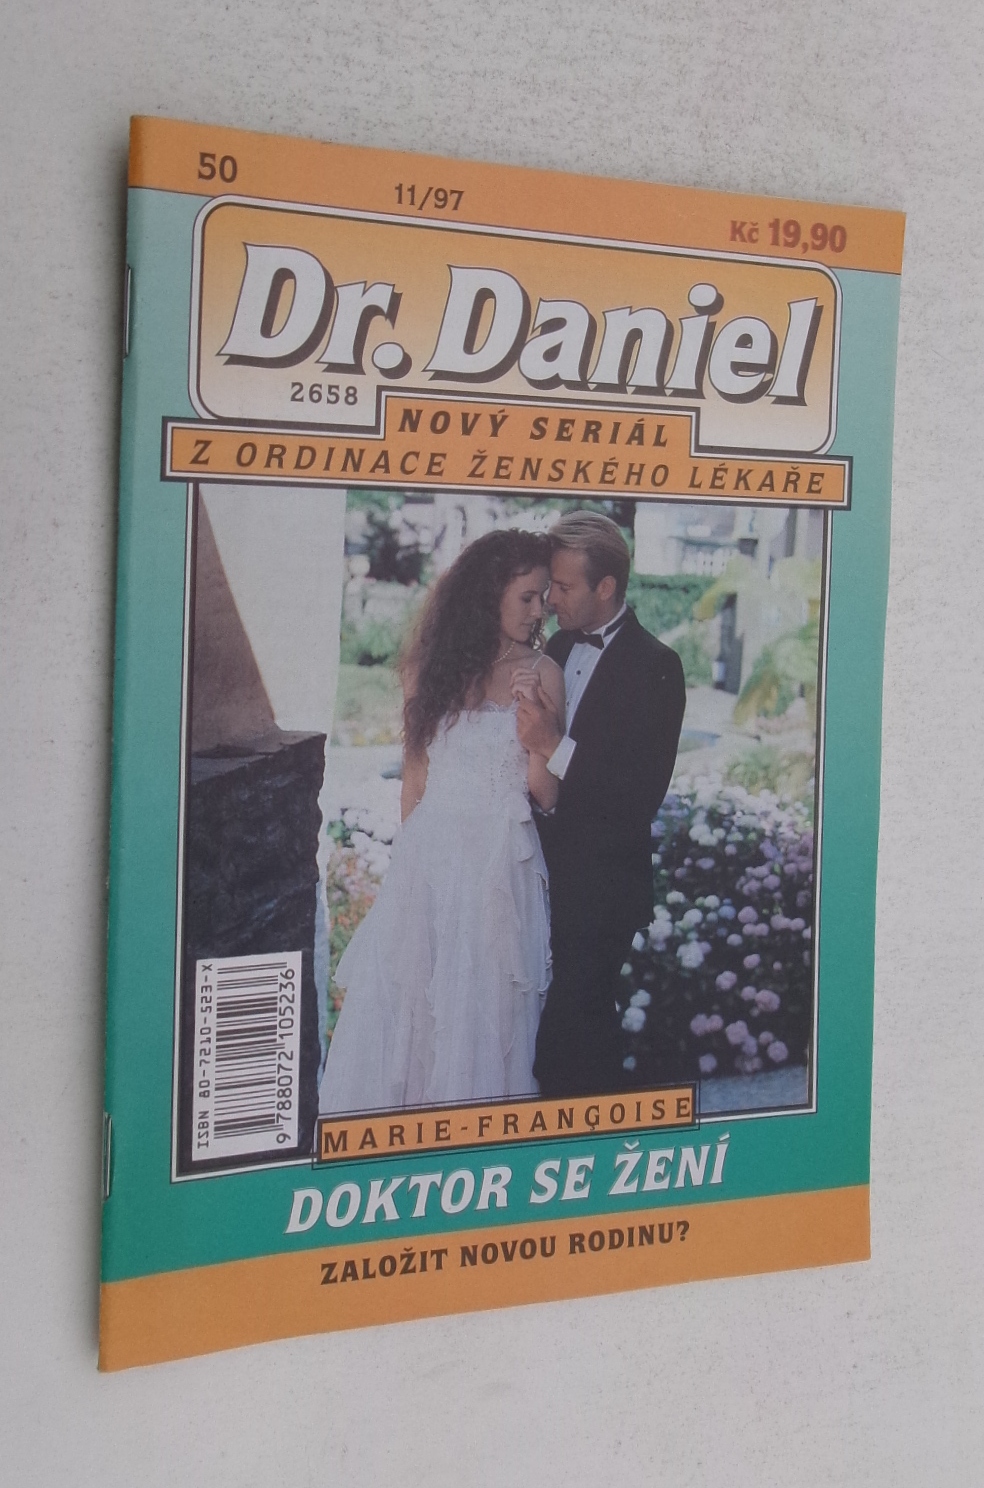 50
11/97
Kč 19,90
Dr. Daniel
2658
NOVÝ SERIÁL
Z ORDINACE ŽENSKÉHO LÉKAŘE
ISBN 80-7210-523-X
9 788072 105236
MARIE-FRANÇOISE
DOKTOR SE ŽENÍ
ZALOŽIT NOVOU RODINU?